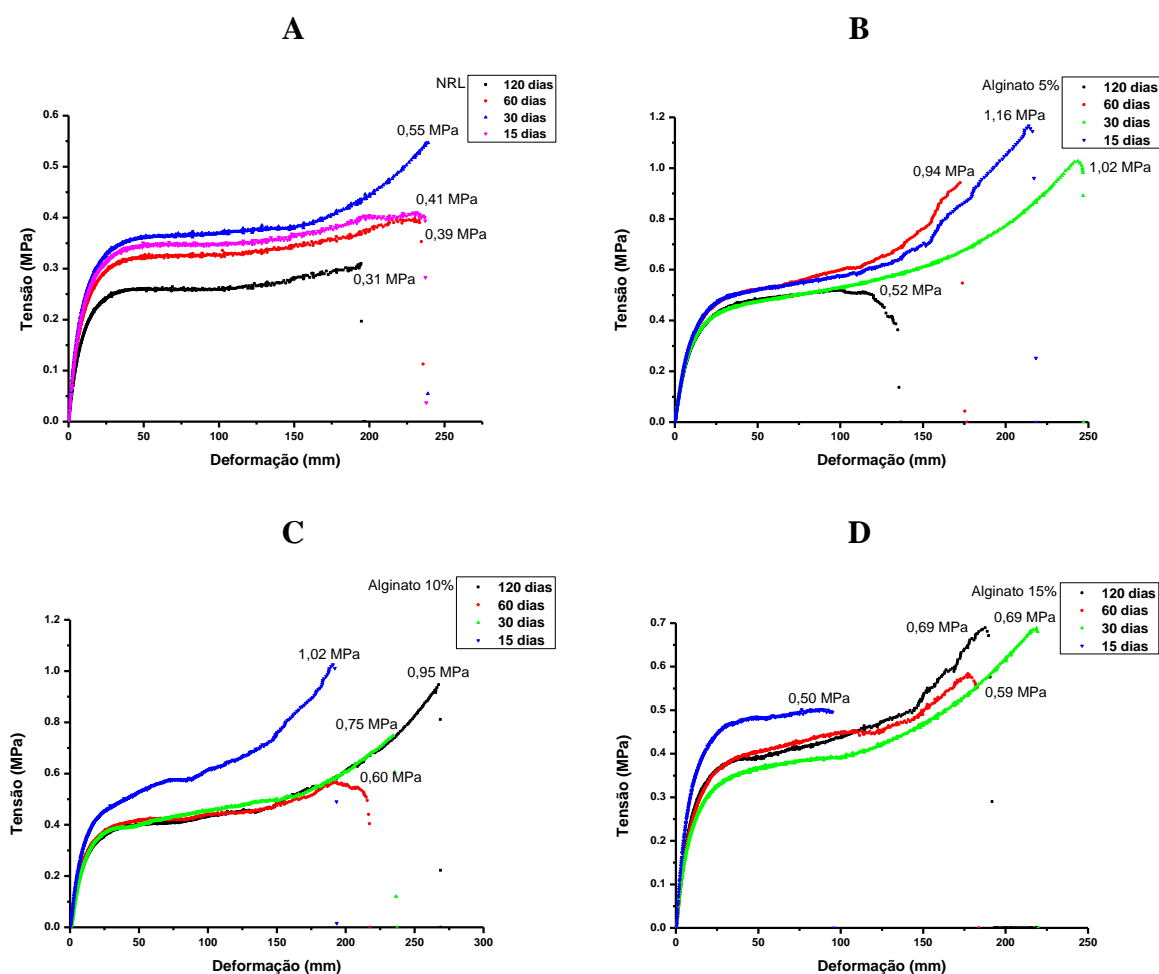 A
NRL
120 dias
60 dias
30 dias
15 dias
0,55 MPa
0,41 MPa
0,39 MPa
0,31 MPa
Tensão (MPa)
0.6
0.5
0.4
0.3
0.2
0.1
0.0
0 50 100 150 200 250
Deformação (mm)
B
Alginato 5%
120 dias
60 dias
30 dias
15 dias
1,16 MPa
0,94 MPa
1,02 MPa
0,52 MPa
Tensão (MPa)
1.2
1.0
0.8
0.6
0.4
0.2
0.0
0 50 100 150 200 250
Deformação (mm)
C
Alginato 10%
120 dias
60 dias
30 dias
15 dias
1,02 MPa
0,95 MPa
0,75 MPa
0,60 MPa
Tensão (MPa)
1.2
1.0
0.8
0.6
0.4
0.2
0.0
0 50 100 150 200 250 300
Deformação (mm)
D
Alginato 15%
120 dias
60 dias
30 dias
15 dias
0,69 MPa
0,69 MPa
0,50 MPa
0,59 MPa
Tensão (MPa)
0.7
0.6
0.5
0.4
0.3
0.2
0.1
0.0
0 50 100 150 200 250
Deformação (mm)